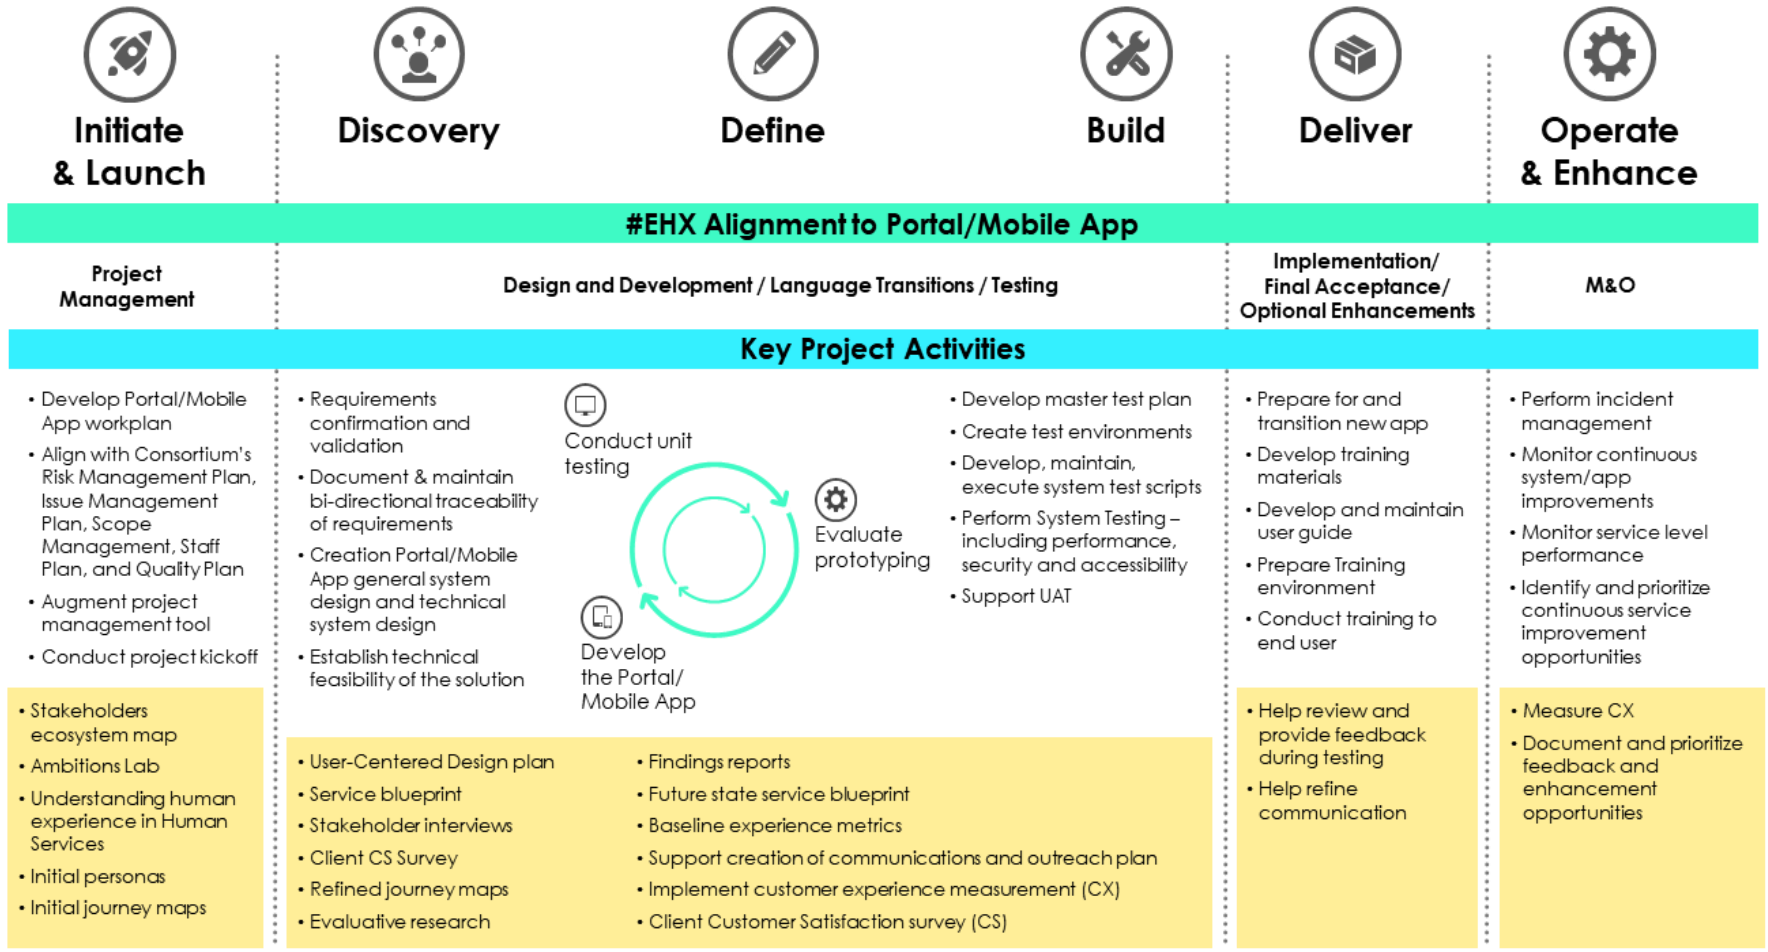 Initiate
& Launch
Discovery
Define
Build
Deliver
Operate
& Enhance
#EHX Alignment to Portal/Mobile App
Project
Management
Design and Development / Language Transitions / Testing
Implementation/
Final Acceptance/
Optional Enhancements
M&O
Key Project Activities
• Develop Portal/Mobile
App workplan
• Align with Consortium's
Risk Management Plan,
Issue Management
Plan, Scope
Management, Staff
Plan, and Quality Plan
• Augment project
management tool
• Conduct project kickoff
• Stakeholders
ecosystem map
• Ambitions Lab
• Understanding human
experience in Human
Services
• Initial personas
• Initial journey maps
• Requirements
confirmation and
validation
• Document & maintain
bi-directional traceability
of requirements
• Creation Portal/Mobile
App general system
design and technical
system design
• Establish technical
feasibility of the solution
Conduct unit
testing
Evaluate
prototyping
Develop
the Portal/
Mobile App
• Develop master test plan
• Create test environments
• Develop, maintain,
execute system test scripts
• Perform System Testing –
including performance,
security and accessibility
• Support UAT
• User-Centered Design plan
• Service blueprint
• Stakeholder interviews
• Client CS Survey
• Refined journey maps
• Evaluative research
• Findings reports
• Future state service blueprint
• Baseline experience metrics
• Support creation of communications and outreach plan
• Implement customer experience measurement (CX)
• Client Customer Satisfaction survey (CS)
• Prepare for and
transition new app
• Develop training
materials
• Develop and maintain
user guide
• Prepare Training
environment
• Conduct training to
end user
• Help review and
provide feedback
during testing
• Help refine
communication
• Perform incident
management
• Monitor continuous
system/app
improvements
• Monitor service level
performance
• Identify and prioritize
continuous service
improvement
opportunities
• Measure CX
• Document and prioritize
feedback and
enhancement
opportunities